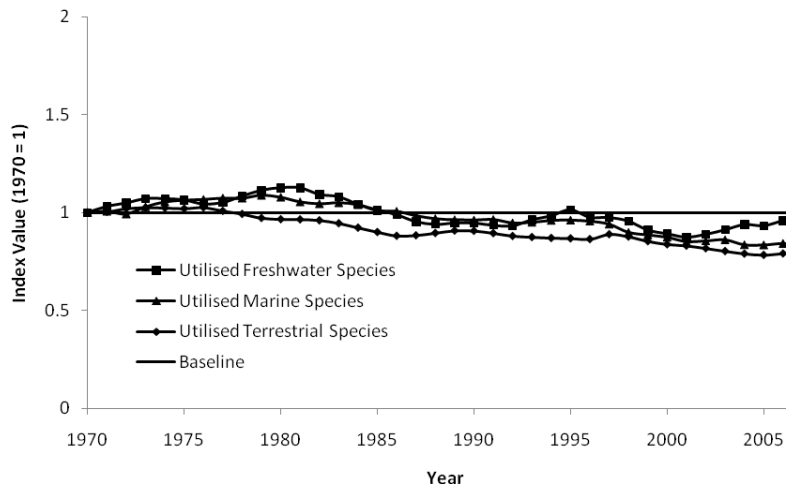 2
1.5
1
0.5
0
Index Value (1970 = 1)
Utilised Freshwater Species
Utilised Marine Species
Utilised Terrestrial Species
Baseline
1970 1975 1980 1985 1990 1995 2000 2005
Year